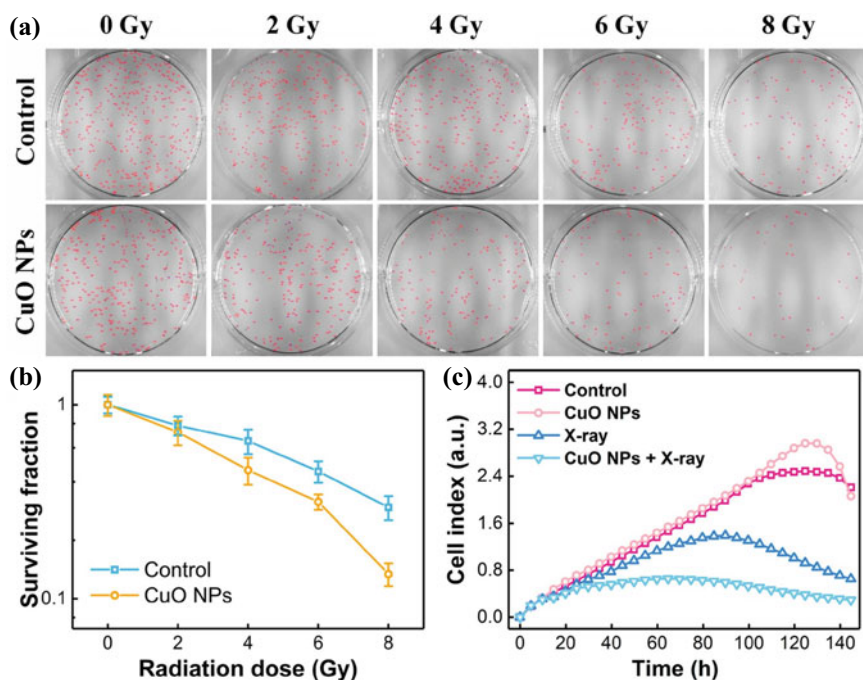 (a)
0 Gy 2 Gy 4 Gy 6 Gy 8 Gy
Control
CuO NPs
(b)
Surviving fraction
1
0.1
Control
CuO NPs
0 2 4 6 8
Radiation dose (Gy)
(c)
Cell index (a.u.)
4.0
3.2
2.4
1.6
0.8
0.0
Control
CuO NPs
X-ray
CuO NPs + X-ray
0 20 40 60 80 100 120 140
Time (h)